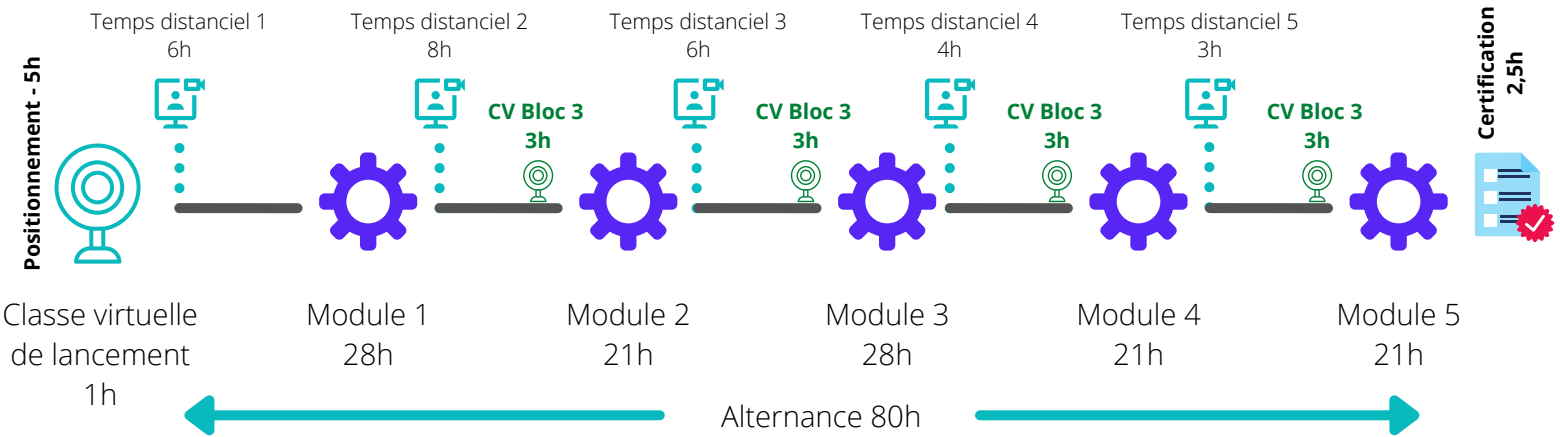 Temps distanciel 1
6h
Temps distanciel 2
8h
Temps distanciel 3
6h
Temps distanciel 4
4h
Temps distanciel 5
3h
Positionnement - 5h
CV Bloc 3
3h
CV Bloc 3
3h
CV Bloc 3
3h
CV Bloc 3
3h
Certification
2,5h
Classe virtuelle
de lancement
1h
Module 1
28h
Module 2
21h
Module 3
28h
Module 4
21h
Module 5
21h
Alternance 80h